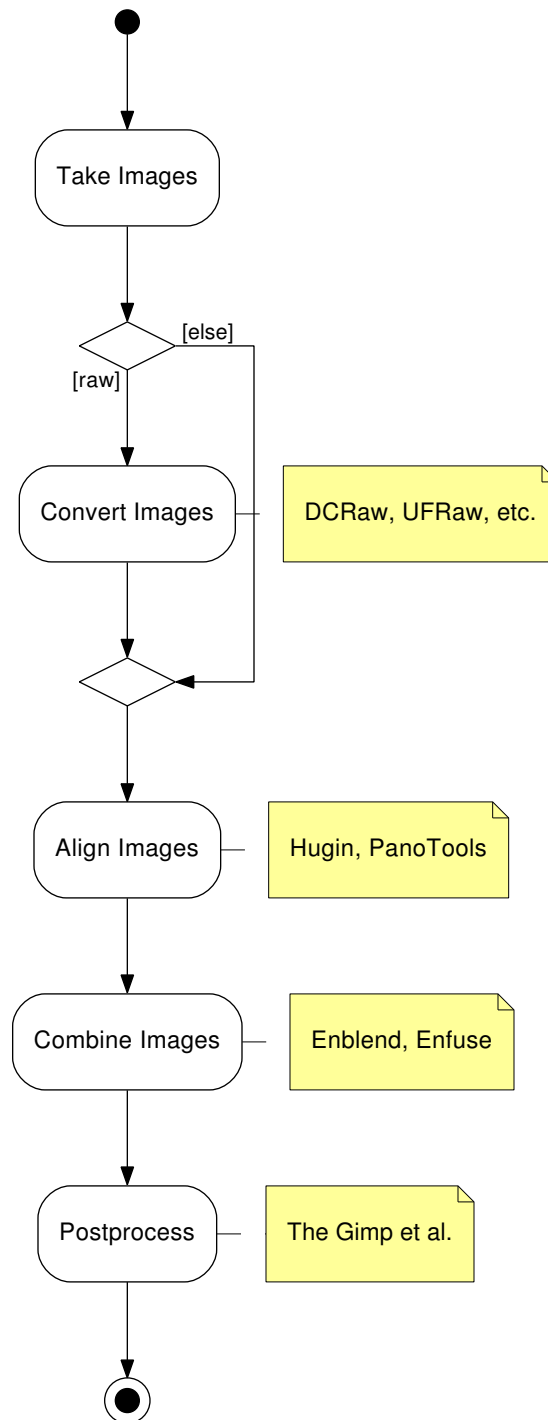 Take Images
[else]
[raw]
Convert Images
DCRaw, UFRaw, etc.
Align Images
Hugin, PanoTools
Combine Images
Enblend, Enfuse
Postprocess
The Gimp et al.